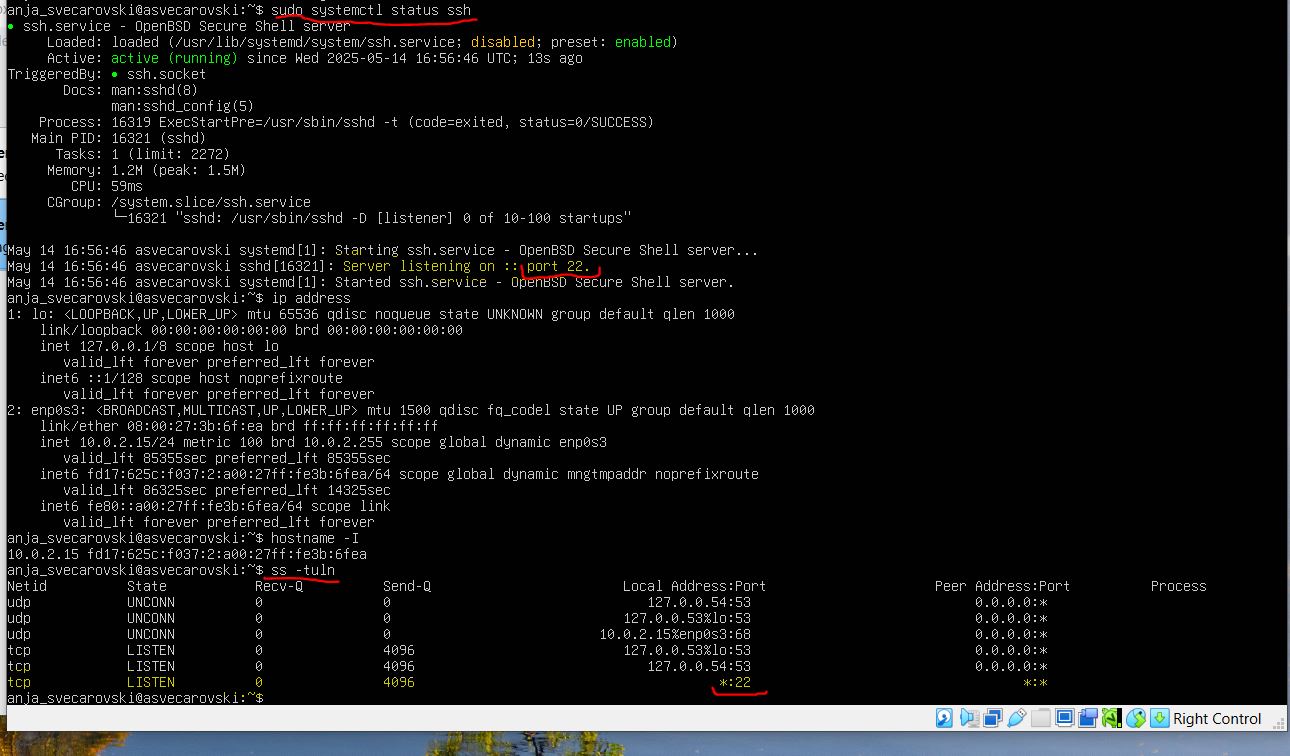 anja_svecarovski@asvecarovski:~$ sudo systemctl status ssh
● ssh.service - OpenBSD Secure Shell server
Loaded: loaded (/usr/lib/systemd/system/ssh.service; disabled; preset: enabled)
Active: active (running) since Wed 2025-05-14 16:56:46 UTC; 13s ago
TriggeredBy: ● ssh.socket
Docs: man:sshd(8)
man:sshd_config(5)
Process: 16319 ExecStartPre=/usr/sbin/sshd -t (code=exited, status=0/SUCCESS)
Main PID: 16321 (sshd)
Tasks: 1 (limit: 2272)
Memory: 1.2M (peak: 1.5M)
CPU: 59ms
CGroup: /system.slice/ssh.service
└─16321 "sshd: /usr/sbin/sshd -D [listener] 0 of 10-100 startups"
May 14 16:56:46 asvecarovski systemd[1]: Starting ssh.service - OpenBSD Secure Shell server...
May 14 16:56:46 asvecarovski sshd[16321]: Server listening on :: port 22.
May 14 16:56:46 asvecarovski systemd[1]: Started ssh.service - OpenBSD Secure Shell server.
anja_svecarovski@asvecarovski:~$ ip address
1: lo: <LOOPBACK,UP,LOWER_UP> mtu 65536 qdisc noqueue state UNKNOWN group default qlen 1000
link/loopback 00:00:00:00:00:00 brd 00:00:00:00:00:00
inet 127.0.0.1/8 scope host lo
valid_lft forever preferred_lft forever
inet6 ::1/128 scope host noprefixroute
valid_lft forever preferred_lft forever
2: enp0s3: <BROADCAST,MULTICAST,UP,LOWER_UP> mtu 1500 qdisc fq_codel state UP group default qlen 1000
link/ether 08:00:27:3b:6f:ea brd ff:ff:ff:ff:ff:ff
inet 10.0.2.15/24 metric 100 brd 10.0.2.255 scope global dynamic enp0s3
valid_lft 85355sec preferred_lft 85355sec
inet6 fd17:625c:f037:2:a00:27ff:fe3b:6fea/64 scope global dynamic mngtmpaddr noprefixroute
valid_lft 86325sec preferred_lft 14325sec
inet6 fe80::a00:27ff:fe3b:6fea/64 scope link
valid_lft forever preferred_lft forever
anja_svecarovski@asvecarovski:~$ hostname -I
10.0.2.15 fd17:625c:f037:2:a00:27ff:fe3b:6fea
anja_svecarovski@asvecarovski:~$ ss -tuln
Netid State Recv-Q Send-Q Local Address:Port Peer Address:Port Process
udp UNCONN 0 0 127.0.0.54:53 0.0.0.0:*
udp UNCONN 0 0 127.0.0.53%lo:53 0.0.0.0:*
udp UNCONN 0 0 10.0.2.15%enp0s3:68 0.0.0.0:*
tcp LISTEN 0 4096 127.0.0.53%lo:53 0.0.0.0:*
tcp LISTEN 0 4096 127.0.0.54:53 0.0.0.0:*
tcp LISTEN 0 4096 *:22 *:*
anja_svecarovski@asvecarovski:~$
Right Control